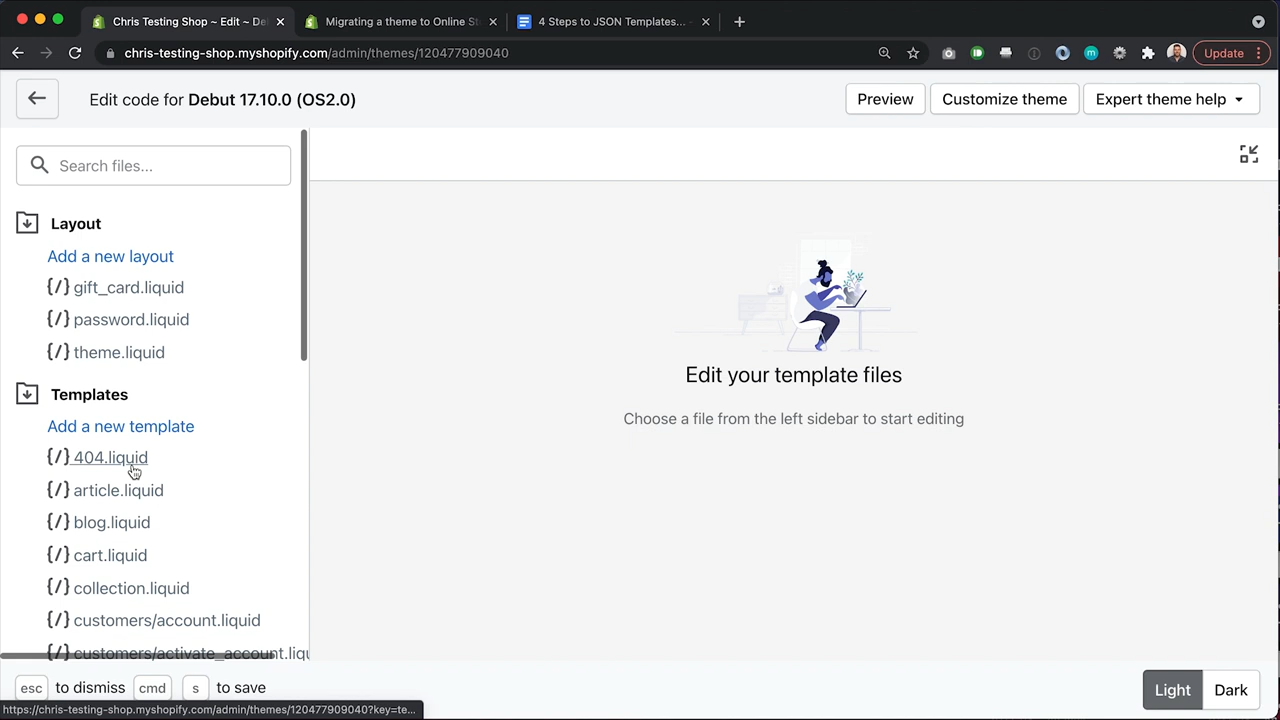 Chris Testing Shop ~ Edit ~ De
Migrating a theme to Online St
4 Steps to JSON Templates...
chris-testing-shop.myshopify.com/admin/themes/120477909040
Update
Edit code for Debut 17.10.0 (OS2.0)
Preview
Customize theme
Expert theme help
Search files...
Layout
Add a new layout
{/} gift_card.liquid
{/} password.liquid
{/} theme.liquid
Templates
Add a new template
{/} 404.liquid
{/} article.liquid
{/} blog.liquid
{/} cart.liquid
{/} collection.liquid
{/} customers/account.liquid
{/} customers/activate_account.liqu
Edit your template files
Choose a file from the left sidebar to start editing
esc to dismiss cmd s to save
Light Dark
https://chris-testing-shop.myshopify.com/admin/themes/120477909040?key=te...